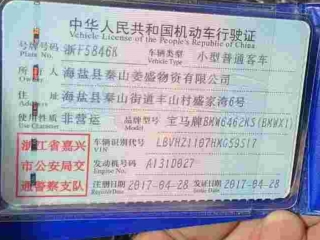 中华人民共和国机动车行驶证
Vehicle License of the People's Republic of China
号牌号码 浙F5846K 车辆类型 小型普通客车
Plate No. Vehicle Type
所有人 海盐县秦山姜盛物资有限公司
Owner
住址 海盐县秦山街道丰山村盛家湾6号
Address
使用性质 非营运 品牌型号 宝马牌BMW6462KS(BMWX1)
Use Character Model
浙江省嘉兴 车辆识别代号 LBVHZ1107HMG59517
VIN
市公安局交 发动机号码 A131D027
Engine No.
通警察支队 注册日期 2017-04-28 发证日期 2017-04-28
Register Date Issue Date